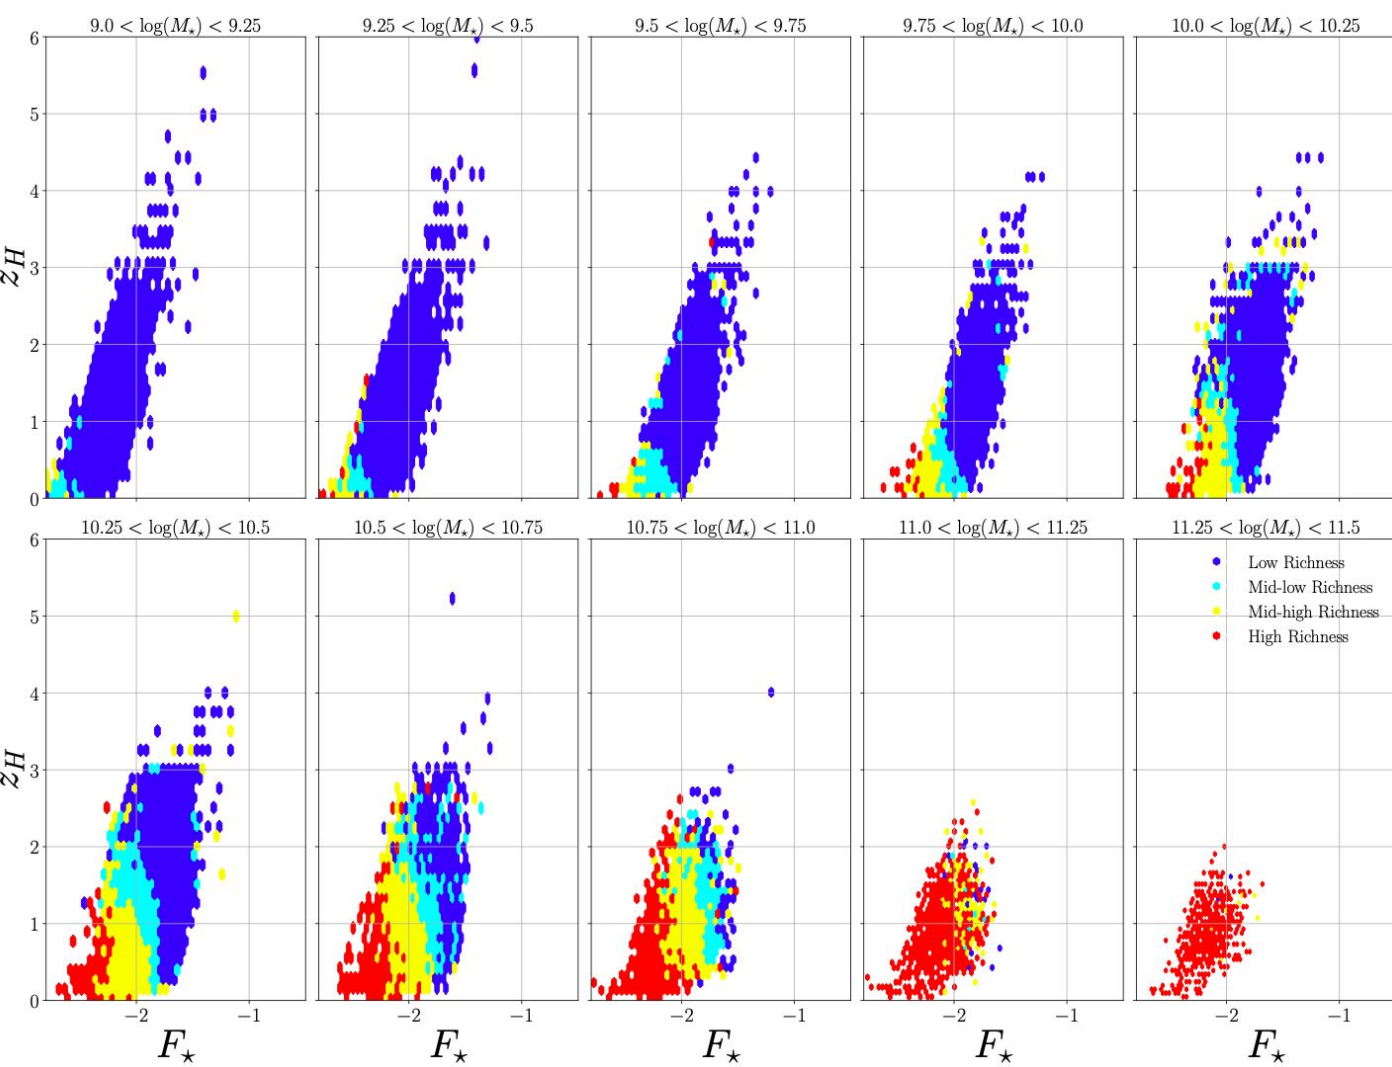 9.0 < log(M⋆) < 9.25
9.25 < log(M⋆) < 9.5
9.5 < log(M⋆) < 9.75
9.75 < log(M⋆) < 10.0
10.0 < log(M⋆) < 10.25
6
5
4
3
2
1
0
z_H
10.25 < log(M⋆) < 10.5
10.5 < log(M⋆) < 10.75
10.75 < log(M⋆) < 11.0
11.0 < log(M⋆) < 11.25
11.25 < log(M⋆) < 11.5
Low Richness
Mid-low Richness
Mid-high Richness
High Richness
6
5
4
3
2
1
0
z_H
−2 −1
−2 −1
−2 −1
−2 −1
−2 −1
F⋆
F⋆
F⋆
F⋆
F⋆